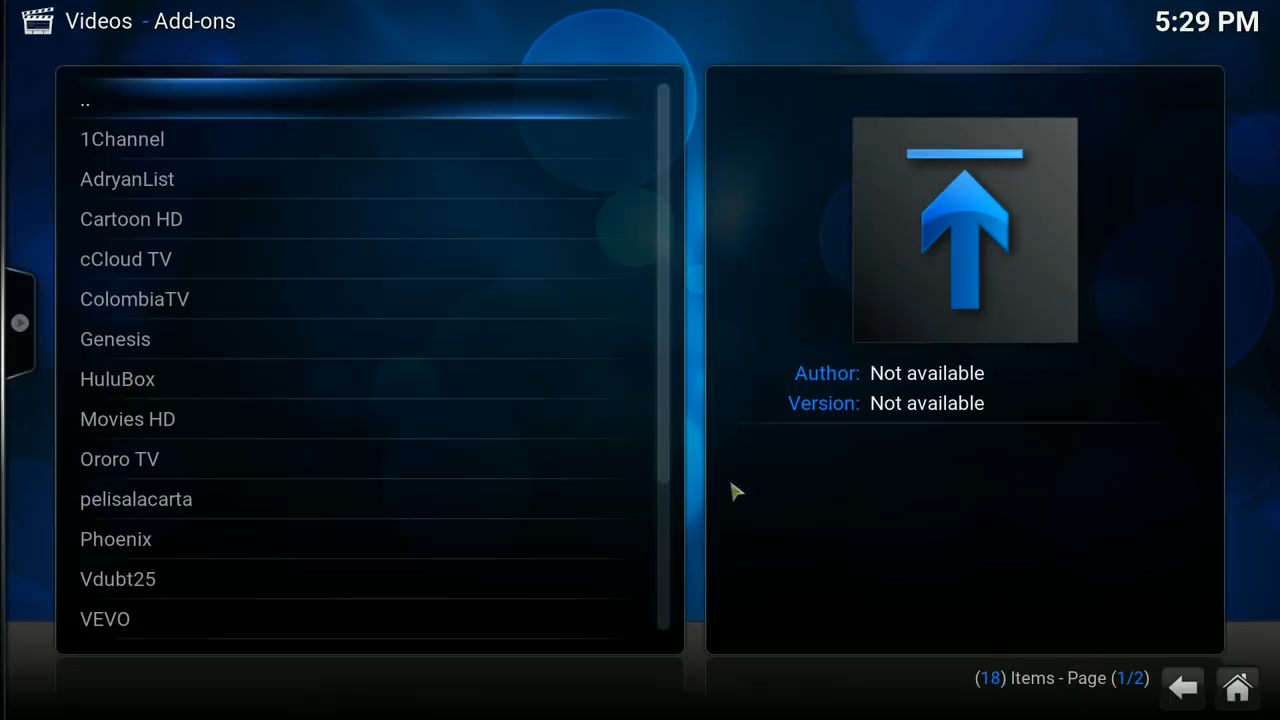 Videos - Add-ons
5:29 PM
..
1Channel
AdryanList
Cartoon HD
cCloud TV
ColombiaTV
Genesis
HuluBox
Movies HD
Ororo TV
pelisalacarta
Phoenix
Vdubt25
VEVO
Author: Not available
Version: Not available
(18) Items - Page (1/2)